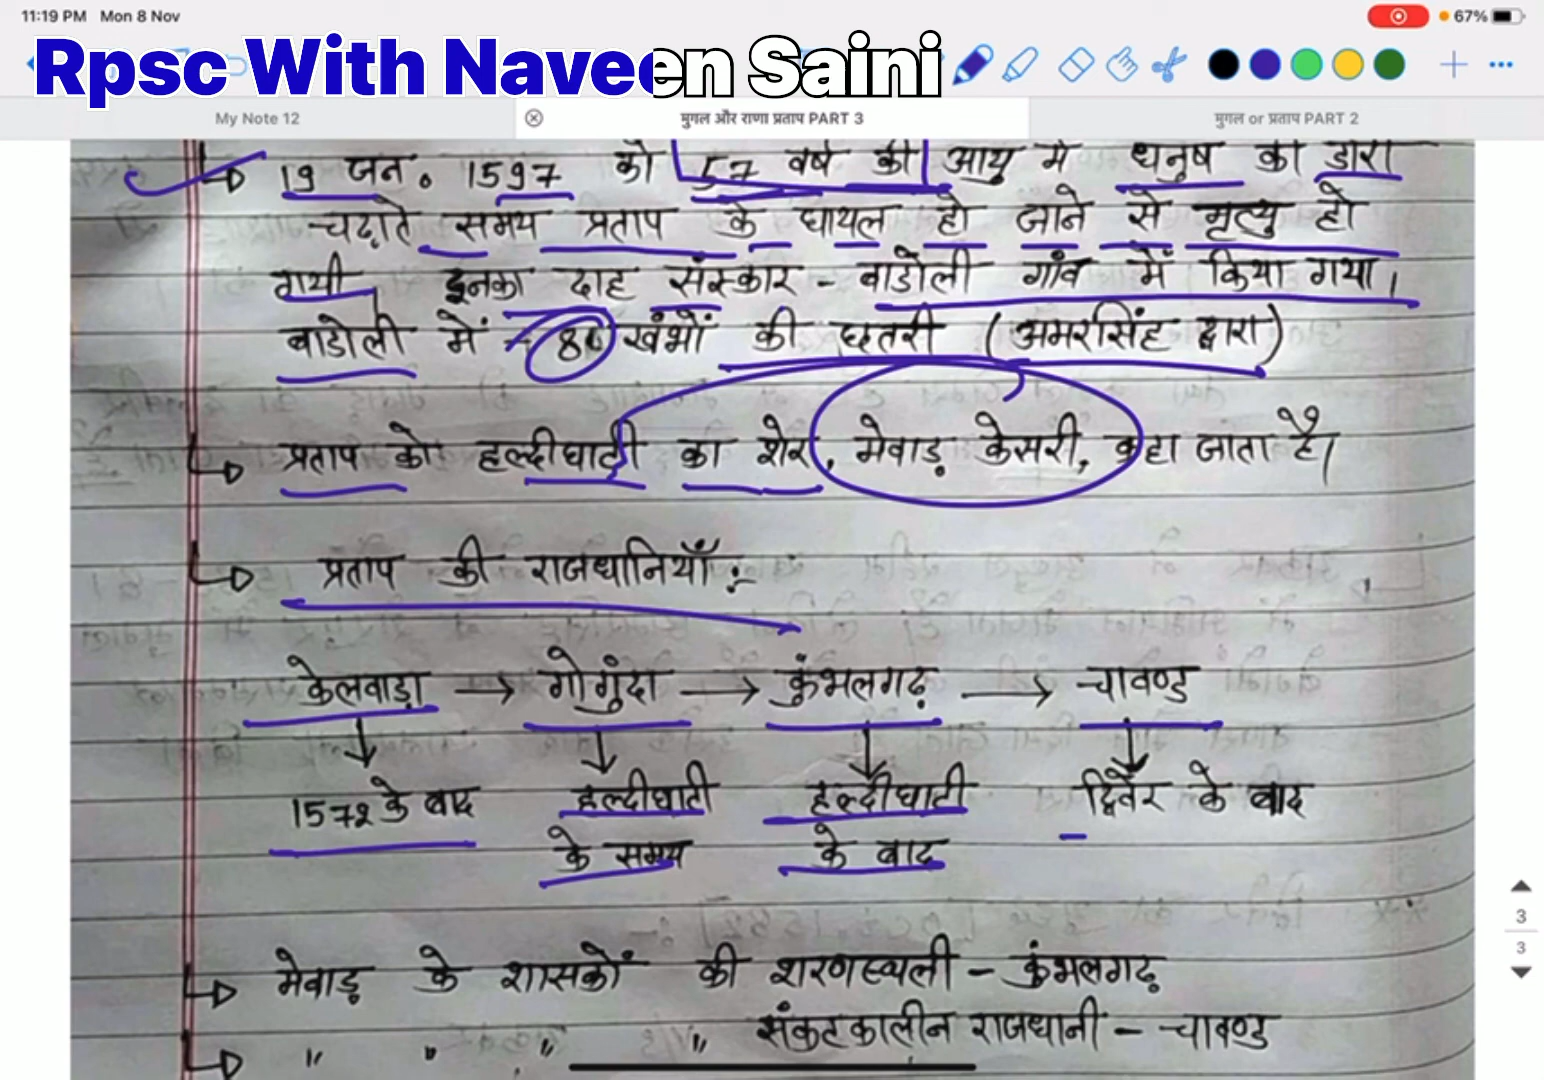 11:19 PM Mon 8 Nov
67%
Rpsc With Naveen Saini
My Note 12
मुगल और राणा प्रताप PART 3
मुगल or प्रताप PART 2
19 जन. 1597 को 57 वर्ष की आयु में धनुष की डोरी
चढ़ाते समय प्रताप के घायल हो जाने से मृत्यु हो
गयी, इनका दाह संस्कार - बाडोली गांव में किया गया।
बाडोली में - 8 खंभों की छतरी (अमरसिंह द्वारा)
प्रताप को हल्दीघाटी का शेर, मेवाड़ केसरी, कहा जाता है।
प्रताप की राजधानियाँ :-
केलवाड़ा → गोगुंदा → कुंभलगढ़ → चावण्ड
1572 के बाद हल्दीघाटी हल्दीघाटी दिवेर के बाद
के समय के बाद
मेवाड़ के शासकों की शरणस्थली - कुंभलगढ़
" " " " संकटकालीन राजधानी - चावण्ड
3
3